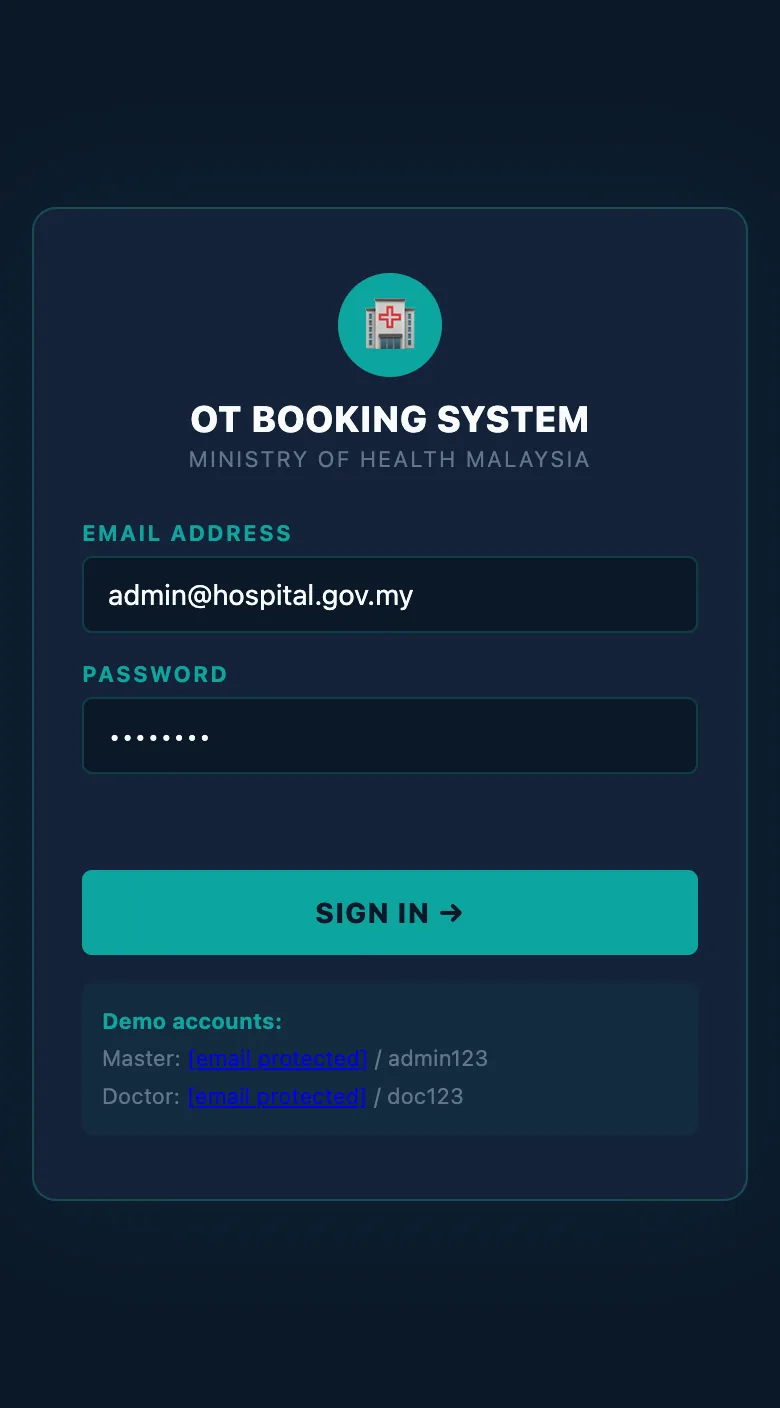 OT BOOKING SYSTEM
MINISTRY OF HEALTH MALAYSIA
EMAIL ADDRESS
admin@hospital.gov.my
PASSWORD
••••••••
SIGN IN →
Demo accounts:
Master: [email protected] / admin123
Doctor: [email protected] / doc123